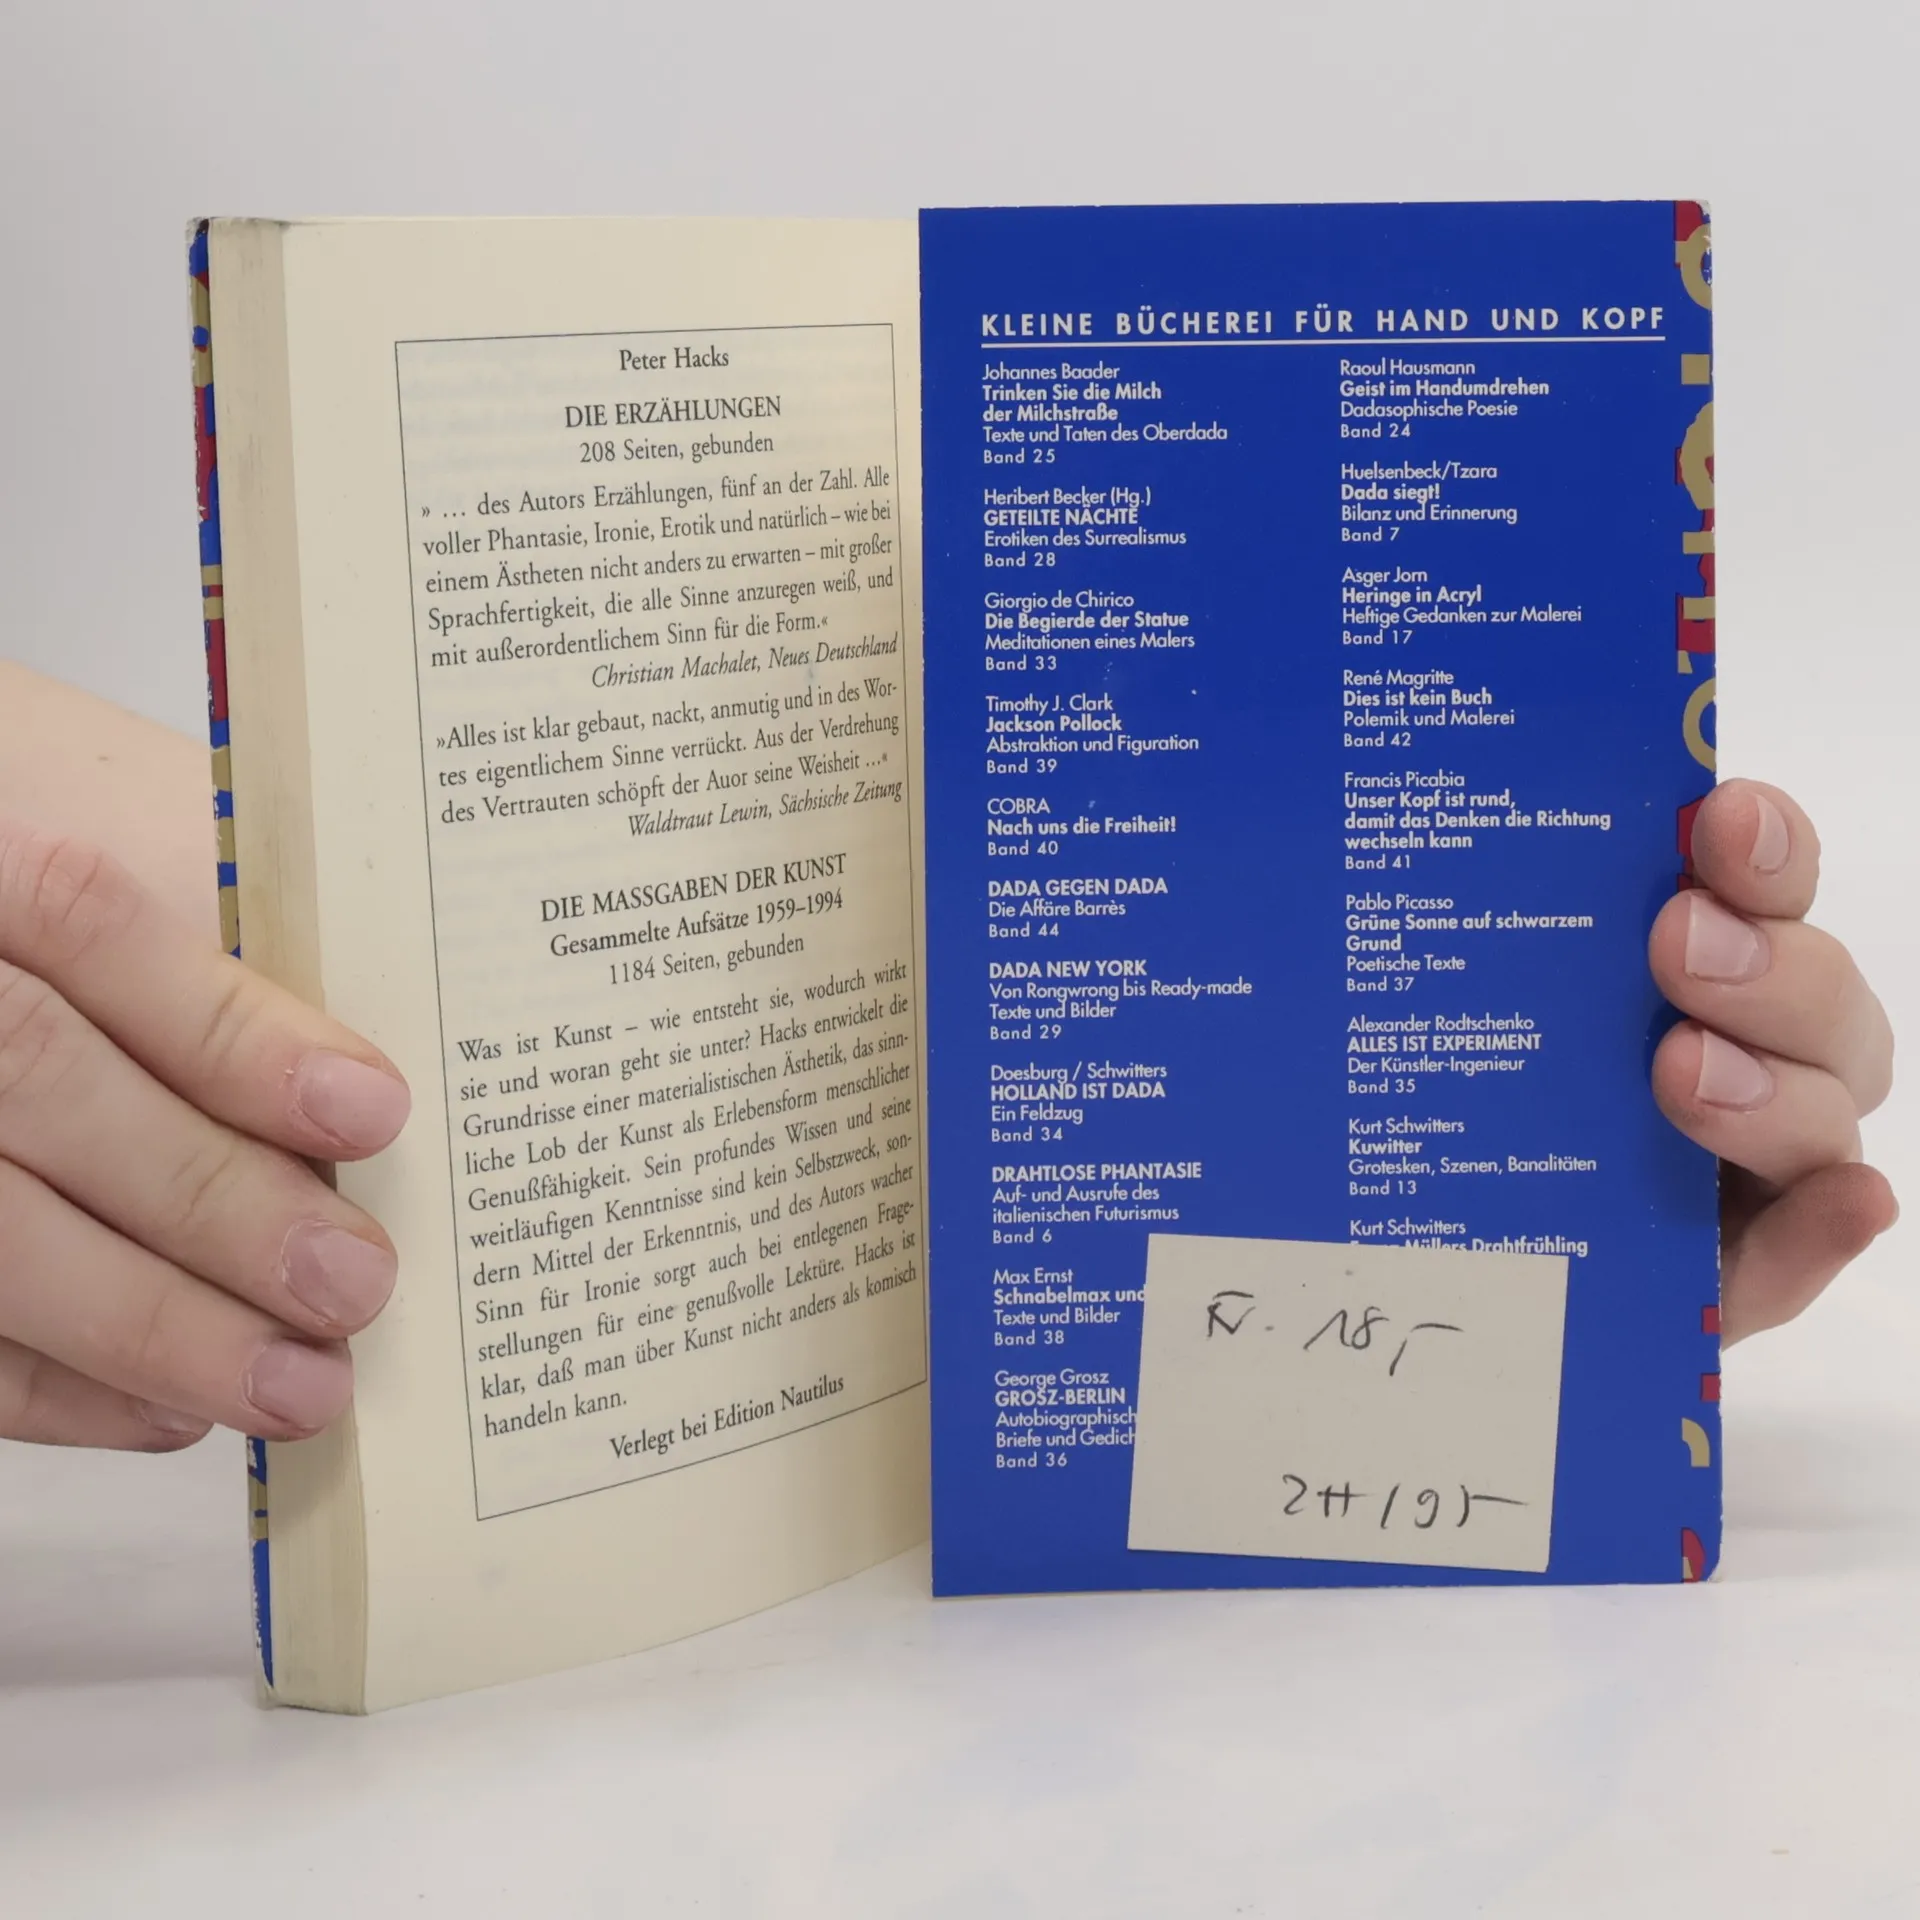 Peter Hacks
DIE ERZÄHLUNGEN
208 Seiten, gebunden
» … des Autors Erzählungen, fünf an der Zahl. Alle
voller Phantasie, Ironie, Erotik und natürlich – wie bei
einem Ästheten nicht anders zu erwarten – mit großer
Sprachfertigkeit, die alle Sinne anzuregen weiß, und
mit außerordentlichem Sinn für die Form.«
Christian Machalet, Neues Deutschland
»Alles ist klar gebaut, nackt, anmutig und in des Wor-
tes eigentlichem Sinne verrückt. Aus der Verdrehung
des Vertrauten schöpft der Auor seine Weisheit …«
Waldtraut Lewin, Sächsische Zeitung
DIE MASSGABEN DER KUNST
Gesammelte Aufsätze 1959–1994
1184 Seiten, gebunden
Was ist Kunst – wie entsteht sie, wodurch wirkt
sie und woran geht sie unter? Hacks entwickelt die
Grundrisse einer materialistischen Ästhetik, das sinn-
liche Lob der Kunst als Erlebensform menschlicher
Genußfähigkeit. Sein profundes Wissen und seine
weitläufigen Kenntnisse sind kein Selbstzweck, son-
dern Mittel der Erkenntnis, und des Autors wacher
Sinn für Ironie sorgt auch bei entlegenen Frage-
stellungen für eine genußvolle Lektüre. Hacks ist
klar, daß man über Kunst nicht anders als komisch
handeln kann.
Verlegt bei Edition Nautilus
KLEINE BÜCHEREI FÜR HAND UND KOPF
Johannes Baader
Trinken Sie die Milch
der Milchstraße
Texte und Taten des Oberdada
Band 25
Heribert Becker (Hg.)
GETEILTE NÄCHTE
Erotiken des Surrealismus
Band 28
Giorgio de Chirico
Die Begierde der Statue
Meditationen eines Malers
Band 33
Timothy J. Clark
Jackson Pollock
Abstraktion und Figuration
Band 39
COBRA
Nach uns die Freiheit!
Band 40
DADA GEGEN DADA
Die Affäre Barrès
Band 44
DADA NEW YORK
Von Rongwrong bis Ready-made
Texte und Bilder
Band 29
Doesburg / Schwitters
HOLLAND IST DADA
Ein Feldzug
Band 34
DRAHTLOSE PHANTASIE
Auf- und Ausrufe des
italienischen Futurismus
Band 6
Max Ernst
Schnabelmax und
Texte und Bilder
Band 38
George Grosz
GROSZ-BERLIN
Autobiographisch
Briefe und Gedich
Band 36
Raoul Hausmann
Geist im Handumdrehen
Dadasophische Poesie
Band 24
Huelsenbeck/Tzara
Dada siegt!
Bilanz und Erinnerung
Band 7
Asger Jorn
Heringe in Acryl
Heftige Gedanken zur Malerei
Band 17
René Magritte
Dies ist kein Buch
Polemik und Malerei
Band 42
Francis Picabia
Unser Kopf ist rund,
damit das Denken die Richtung
wechseln kann
Band 41
Pablo Picasso
Grüne Sonne auf schwarzem
Grund
Poetische Texte
Band 37
Alexander Rodtschenko
ALLES IST EXPERIMENT
Der Künstler-Ingenieur
Band 35
Kurt Schwitters
Kuwitter
Grotesken, Szenen, Banalitäten
Band 13
Kurt Schwitters
Müllers Drahtfrühling
18,-